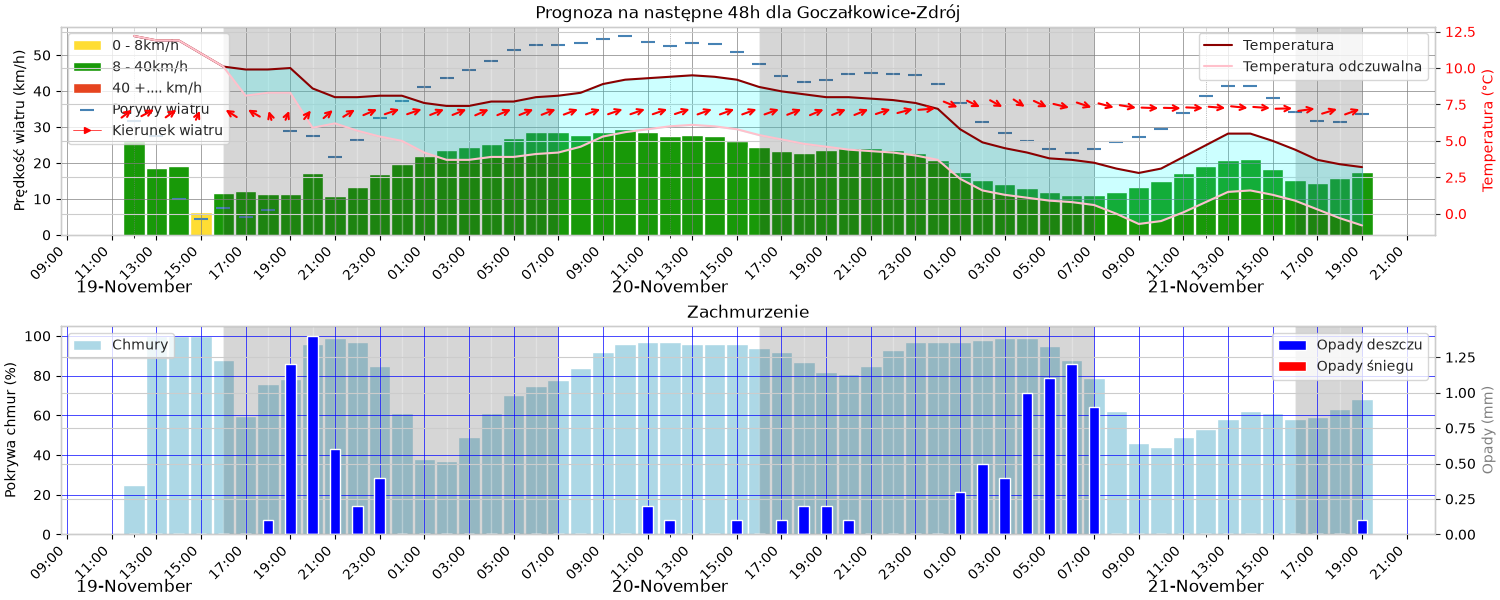 Prognoza na następne 48h dla Goczałkowice-Zdrój
Prędkość wiatru (km/h)
50
40
30
20
10
0
0 - 8km/h
8 - 40km/h
40 +.... km/h
Porywy wiatru
Kierunek wiatru
Temperatura
Temperatura odczuwalna
12.5
10.0
7.5
5.0
2.5
0.0
Temperatura (°C)
09:00 11:00 13:00 15:00 17:00 19:00 21:00 23:00 01:00 03:00 05:00 07:00 09:00 11:00 13:00 15:00 17:00 19:00 21:00 23:00 01:00 03:00 05:00 07:00 09:00 11:00 13:00 15:00 17:00 19:00 21:00
19-November 20-November 21-November
Zachmurzenie
Pokrywa chmur (%)
100
80
60
40
20
0
Chmury
Opady deszczu
Opady śniegu
1.25
1.00
0.75
0.50
0.25
0.00
Opady (mm)
09:00 11:00 13:00 15:00 17:00 19:00 21:00 23:00 01:00 03:00 05:00 07:00 09:00 11:00 13:00 15:00 17:00 19:00 21:00 23:00 01:00 03:00 05:00 07:00 09:00 11:00 13:00 15:00 17:00 19:00 21:00
19-November 20-November 21-November